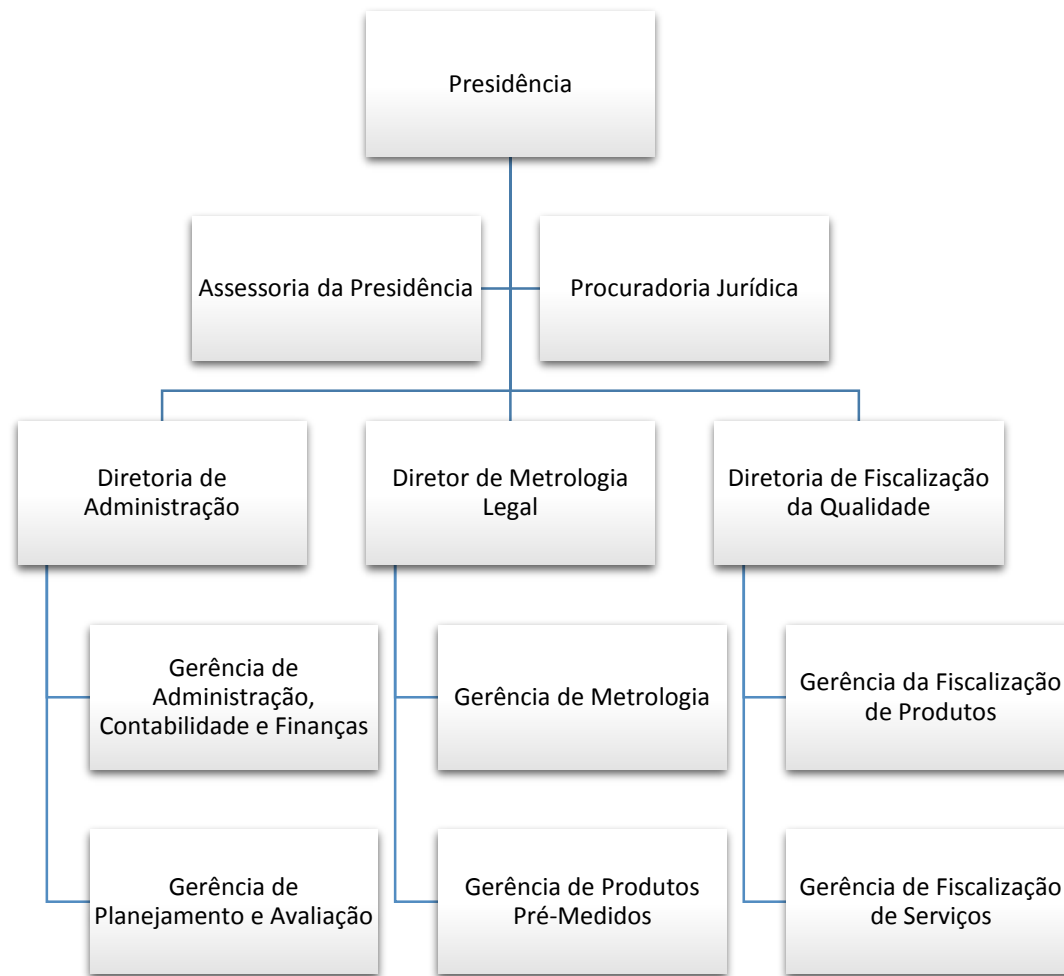 Presidência
Assessoria da Presidência
Procuradoria Jurídica
Diretoria de
Administração
Diretor de Metrologia
Legal
Diretoria de Fiscalização
da Qualidade
Gerência de
Administração,
Contabilidade e Finanças
Gerência de Metrologia
Gerência da Fiscalização
de Produtos
Gerência de
Planejamento e Avaliação
Gerência de Produtos
Pré-Medidos
Gerência de Fiscalização
de Serviços